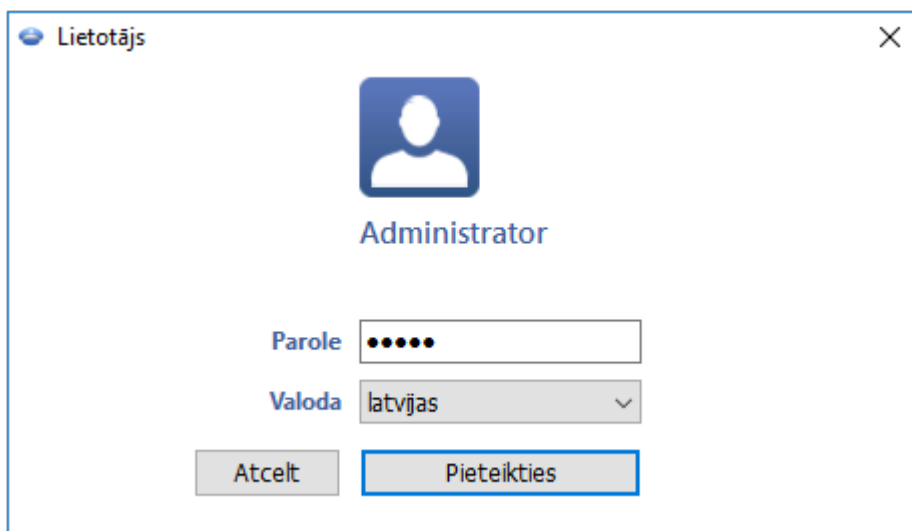 Lietotājs
Administrator
Parole •••••
Valoda latvijas
Atcelt Pieteikties